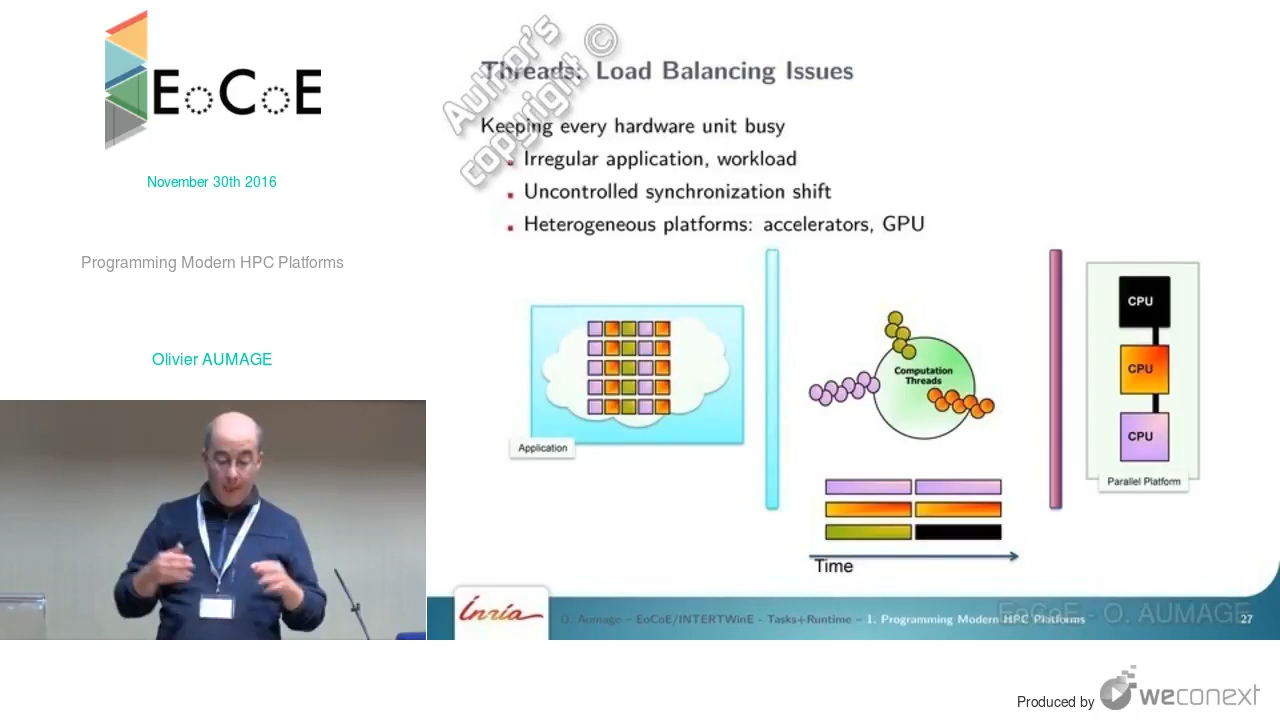 EoCoE
November 30th 2016
Programming Modern HPC Platforms
Olivier AUMAGE
Author's
copyright ©
Threads: Load Balancing Issues
Keeping every hardware unit busy
Irregular application, workload
Uncontrolled synchronization shift
Heterogeneous platforms: accelerators, GPU
Application
Computation
Threads
Time
CPU
CPU
CPU
Parallel Platform
Inria
O. Aumage – EoCoE/INTERTWinE - Tasks+Runtime – 1. Programming Modern HPC Platforms
EoCoE - O. AUMAGE
27
Produced by
weconext